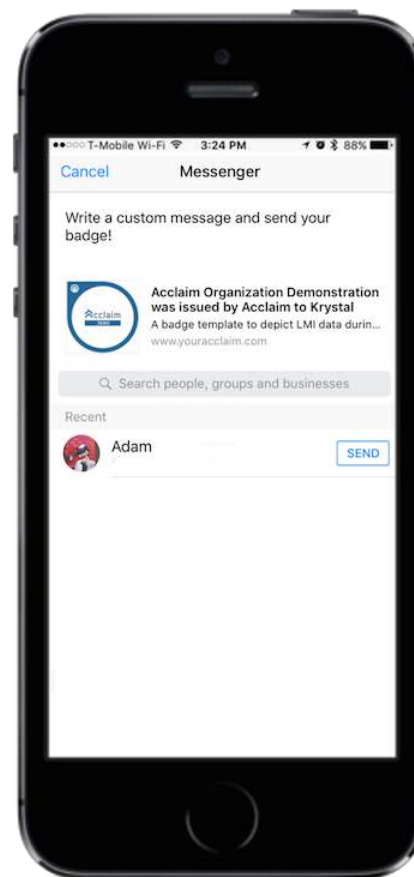 T-Mobile Wi-Fi 3:24 PM 88%
Cancel Messenger
Write a custom message and send your
badge!
Acclaim
DEMO
Acclaim Organization Demonstration
was issued by Acclaim to Krystal
A badge template to depict LMI data durin...
www.youracclaim.com
Search people, groups and businesses
Recent
Adam
SEND